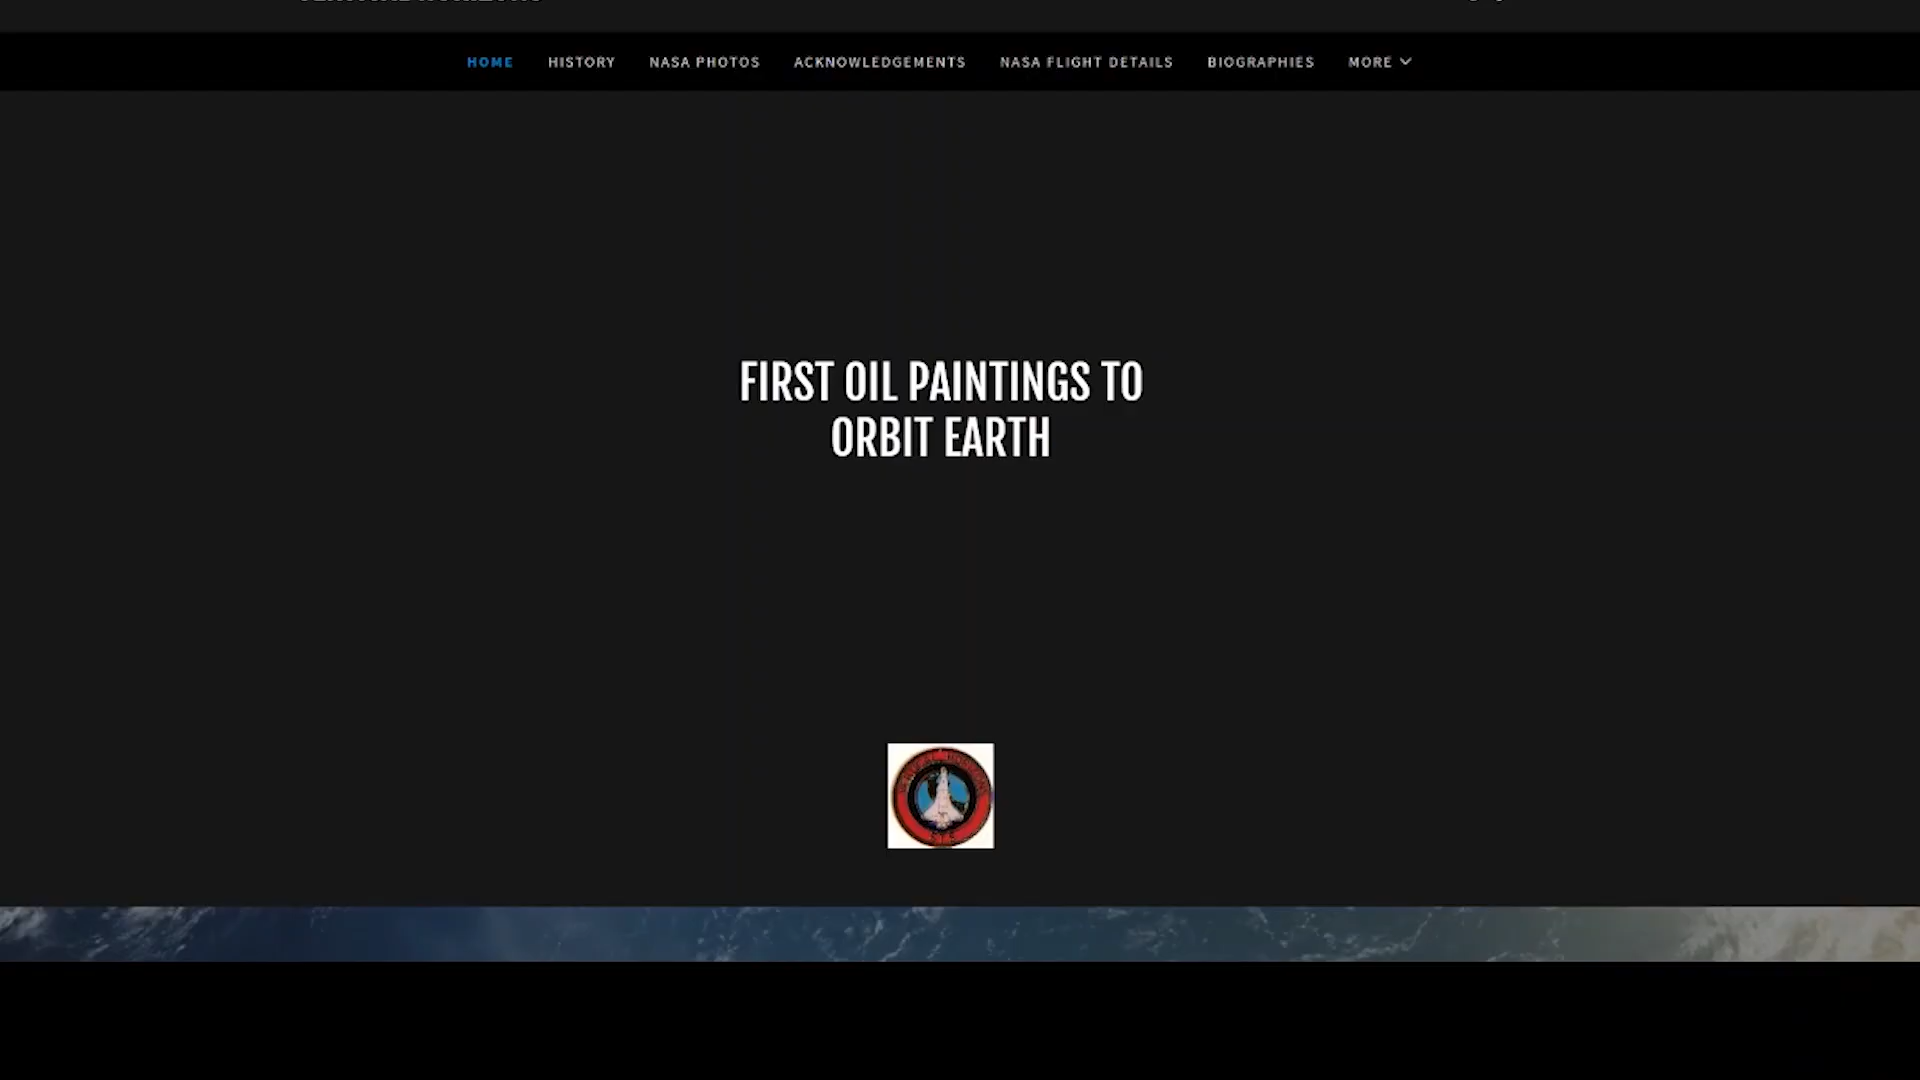 HOME HISTORY NASA PHOTOS ACKNOWLEDGEMENTS NASA FLIGHT DETAILS BIOGRAPHIES MORE
FIRST OIL PAINTINGS TO
ORBIT EARTH